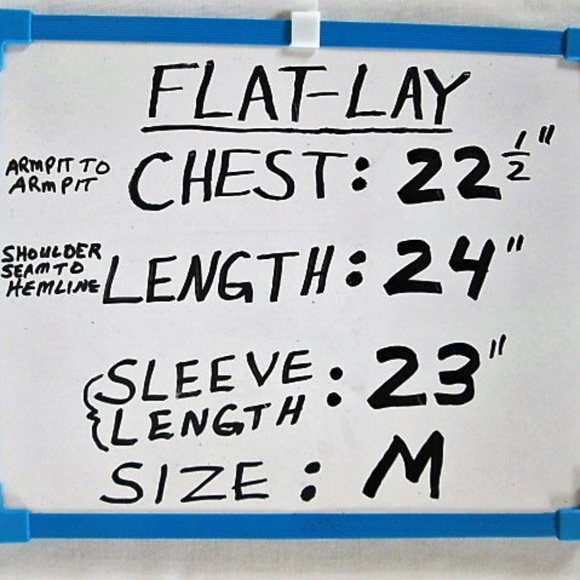 FLAT-LAY
ARMPIT TO
ARMPIT
CHEST: 22 1/2"
SHOULDER
SEAM TO
HEMLINE
LENGTH: 24"
SLEEVE
LENGTH : 23"
SIZE : M